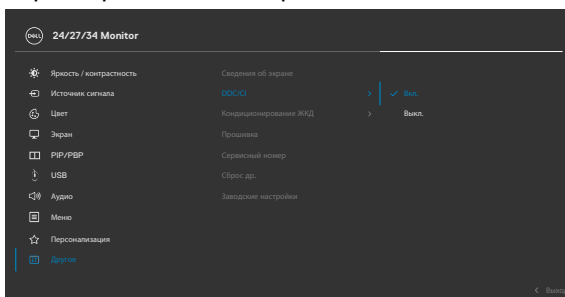 DELL 24/27/34 Monitor
Яркость / контрастность Сведения об экране
Источник сигнала DDC/CI Вкл.
Цвет Кондиционирование ЖКД Выкл.
Экран Прошивка
PIP/PBP Сервисный номер
USB Сброс др.
Аудио Заводские настройки
Меню
Персонализация
Другое